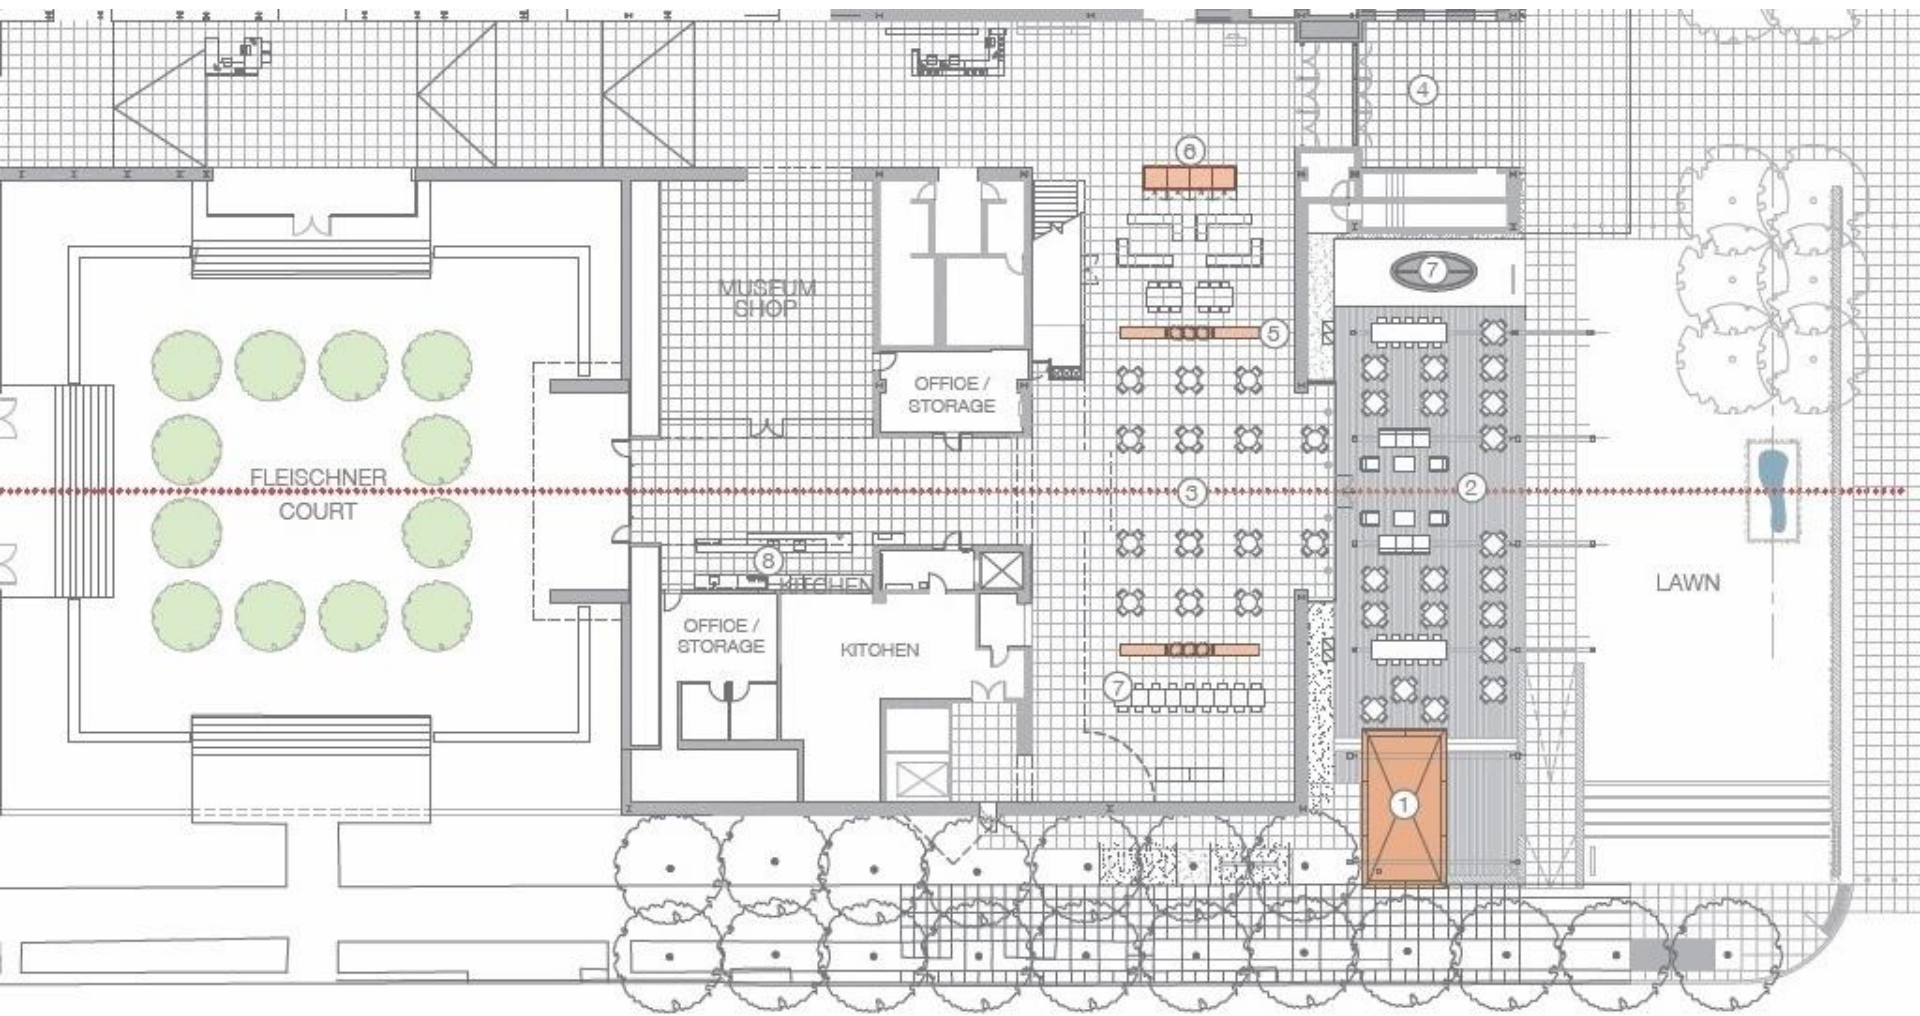 4
6
7
MUSEUM
SHOP
5
OFFICE /
STORAGE
FLEISCHNER
COURT
3
2
8
KITCHEN
LAWN
OFFICE /
STORAGE
KITCHEN
7
1